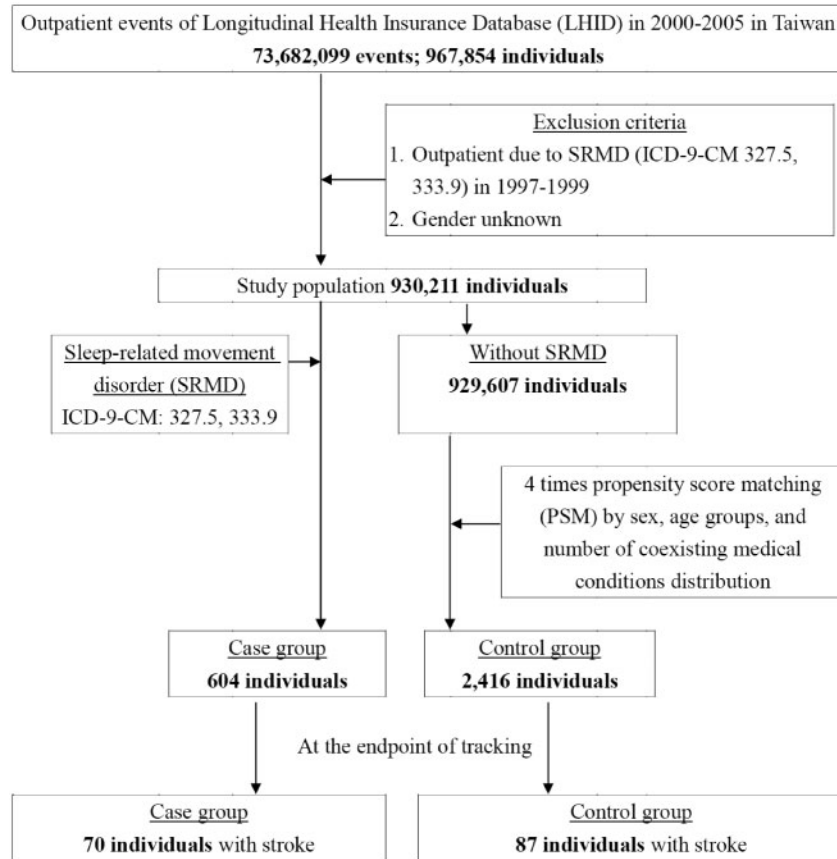 Outpatient events of Longitudinal Health Insurance Database (LHID) in 2000-2005 in Taiwan
73,682,099 events; 967,854 individuals
Exclusion criteria
1. Outpatient due to SRMD (ICD-9-CM 327.5,
333.9) in 1997-1999
2. Gender unknown
Study population 930,211 individuals
Sleep-related movement
disorder (SRMD)
ICD-9-CM: 327.5, 333.9
Without SRMD
929,607 individuals
4 times propensity score matching
(PSM) by sex, age groups, and
number of coexisting medical
conditions distribution
Case group
604 individuals
Control group
2,416 individuals
At the endpoint of tracking
Case group
70 individuals with stroke
Control group
87 individuals with stroke